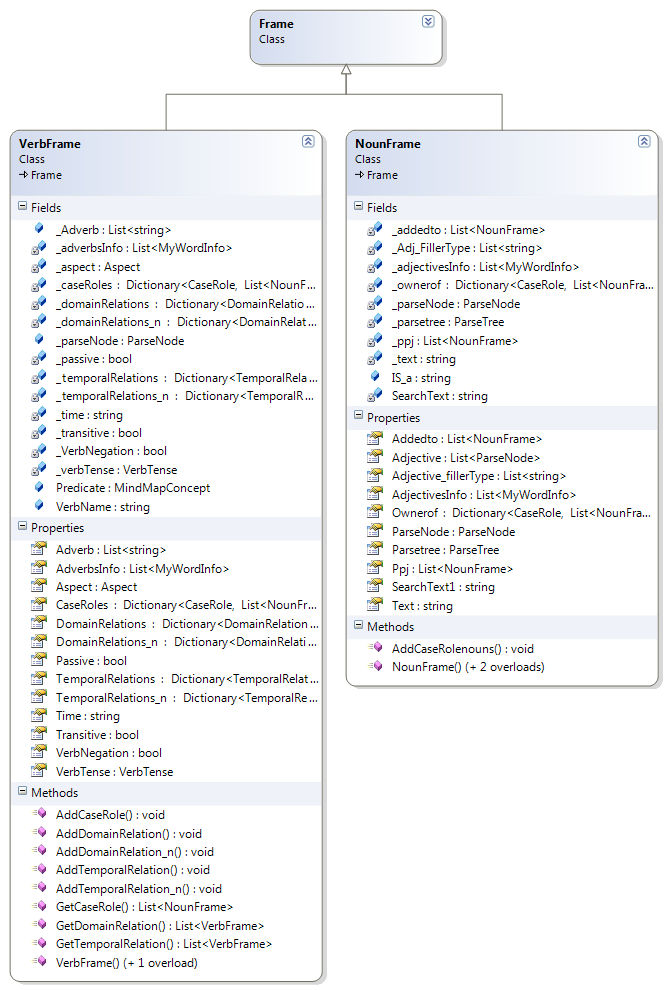 Frame
Class
VerbFrame
Class
Frame
Fields
_Adverb : List<string>
_adverbsInfo : List<MyWordInfo>
_aspect : Aspect
_caseRoles : Dictionary<CaseRole, List<NounF...
_domainRelations : Dictionary<DomainRelatio...
_domainRelations_n : Dictionary<DomainRelat...
_parseNode : ParseNode
_passive : bool
_temporalRelations : Dictionary<TemporalRela...
_temporalRelations_n : Dictionary<TemporalR...
_time : string
_transitive : bool
_VerbNegation : bool
_verbTense : VerbTense
Predicate : MindMapConcept
VerbName : string
Properties
Adverb : List<string>
AdverbsInfo : List<MyWordInfo>
Aspect : Aspect
CaseRoles : Dictionary<CaseRole, List<NounFr...
DomainRelations : Dictionary<DomainRelation...
DomainRelations_n : Dictionary<DomainRelati...
Passive : bool
TemporalRelations : Dictionary<TemporalRelat...
TemporalRelations_n : Dictionary<TemporalRe...
Time : string
Transitive : bool
VerbNegation : bool
VerbTense : VerbTense
Methods
AddCaseRole() : void
AddDomainRelation() : void
AddDomainRelation_n() : void
AddTemporalRelation() : void
AddTemporalRelation_n() : void
GetCaseRole() : List<NounFrame>
GetDomainRelation() : List<VerbFrame>
GetTemporalRelation() : List<VerbFrame>
VerbFrame() (+ 1 overload)
NounFrame
Class
Frame
Fields
_addedto : List<NounFrame>
_Adj_FillerType : List<string>
_adjectivesInfo : List<MyWordInfo>
_ownerof : Dictionary<CaseRole, List<NounFra...
_parseNode : ParseNode
_parsetree : ParseTree
_ppj : List<NounFrame>
_text : string
IS_a : string
SearchText : string
Properties
Addedto : List<NounFrame>
Adjective : List<ParseNode>
Adjective_fillerType : List<string>
AdjectivesInfo : List<MyWordInfo>
Ownerof : Dictionary<CaseRole, List<NounFra...
ParseNode : ParseNode
Parsetree : ParseTree
Ppj : List<NounFrame>
SearchText1 : string
Text : string
Methods
AddCaseRolenouns() : void
NounFrame() (+ 2 overloads)